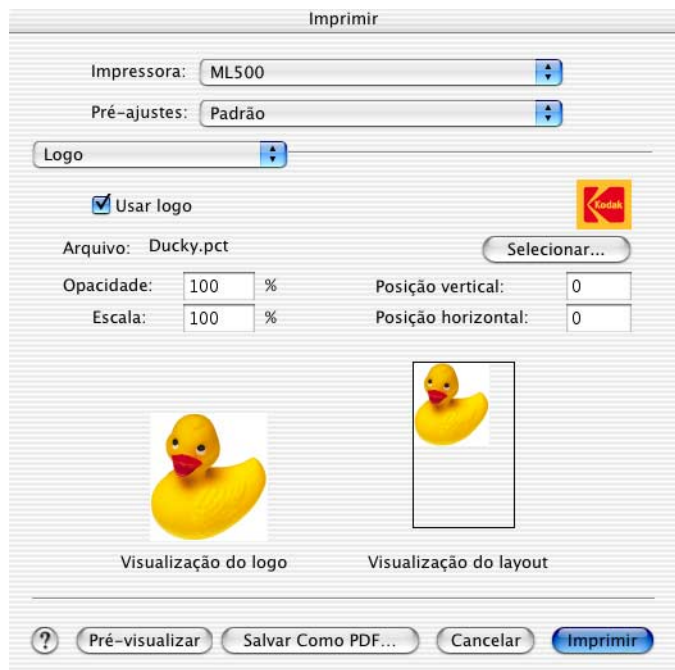 Imprimir
Impressora: ML500
Pré-ajustes: Padrão
Logo
Usar logo
Kodak
Arquivo: Ducky.pct Selecionar...
Opacidade: 100 % Posição vertical: 0
Escala: 100 % Posição horizontal: 0
Visualização do logo Visualização do layout
? Pré-visualizar Salvar Como PDF... Cancelar Imprimir